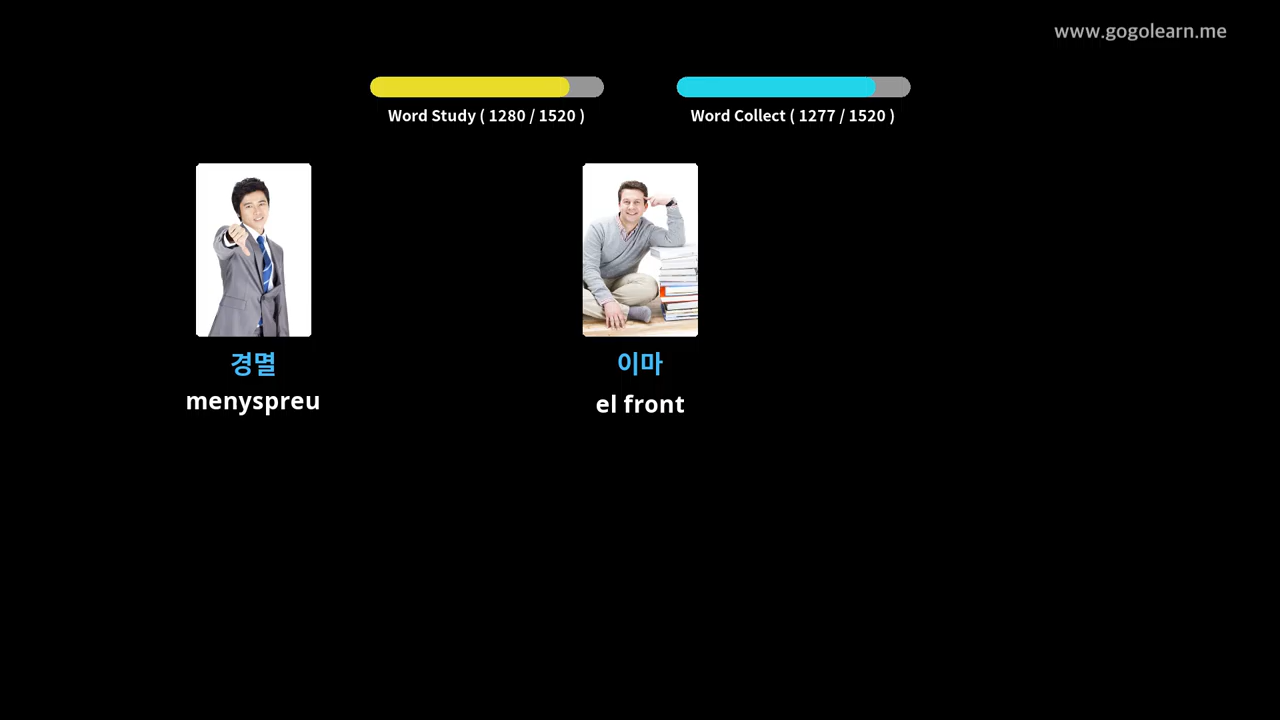 www.gogolearn.me
Word Study ( 1280 / 1520 )
Word Collect ( 1277 / 1520 )
경멸
menyspreu
이마
el front